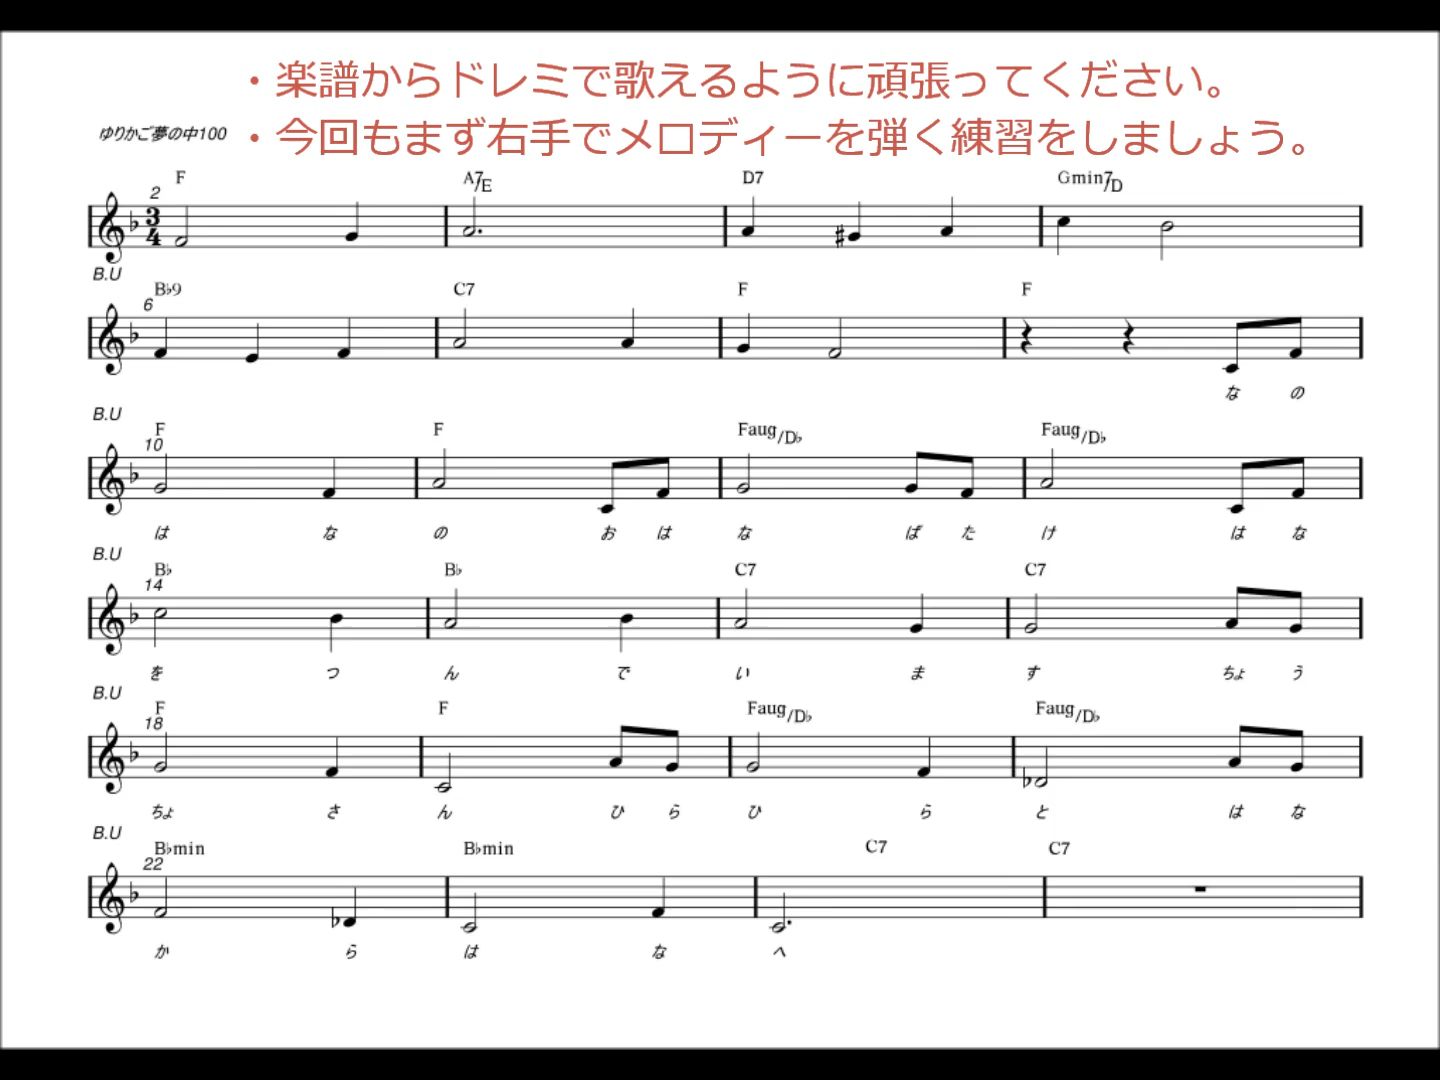 ・楽譜からドレミで歌えるように頑張ってください。
ゆりかご夢の中100
・今回もまず右手でメロディーを弾く練習をしましょう。
F A7/E D7 Gmin7/D
2
3
4
B.U
B♭9 C7 F F
6
な の
B.U
F F Faug/D♭ Faug/D♭
10
は な の お は な ば た け は な
B.U
B♭ B♭ C7 C7
14
を つ ん で い ま す ちょ う
B.U
F F Faug/D♭ Faug/D♭
18
ちょ さ ん ひ ら ひ ら と は な
B.U
B♭min B♭min C7 C7
22
か ら は な へ